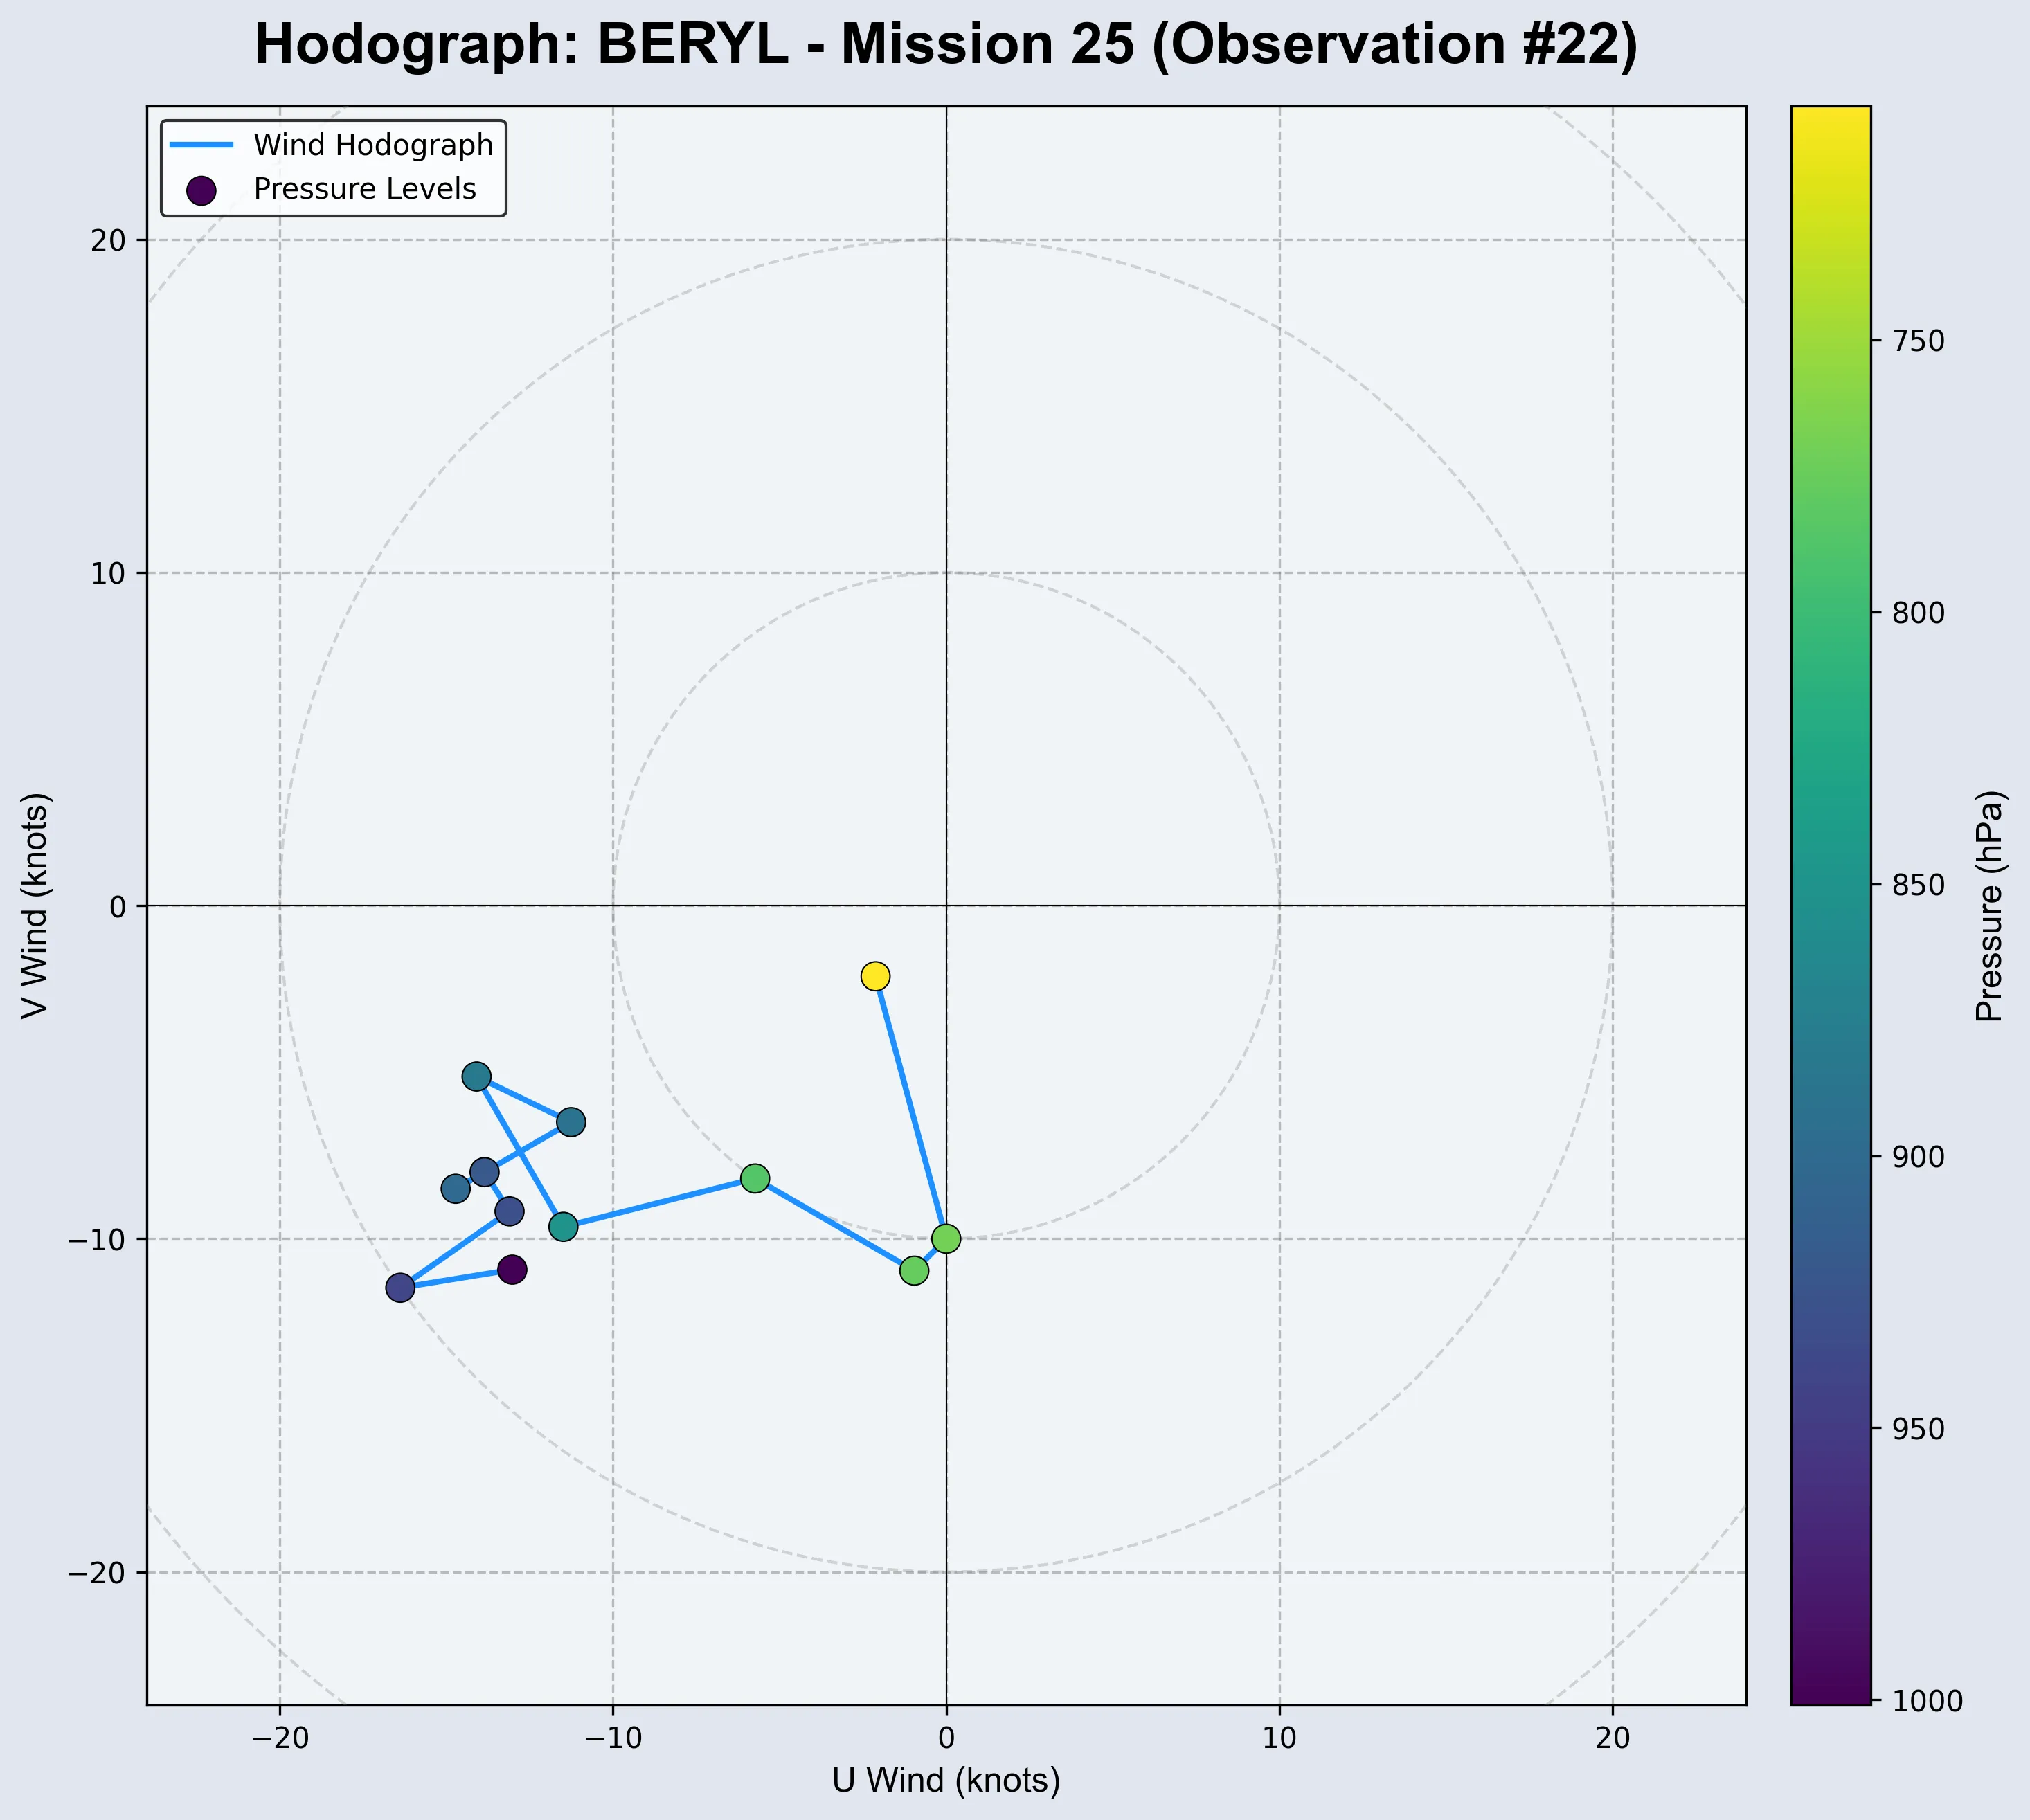 Hodograph: BERYL - Mission 25 (Observation #22)
Wind Hodograph
Pressure Levels
20
10
0
−10
−20
V Wind (knots)
−20
−10
0
10
20
U Wind (knots)
750
800
850
900
950
1000
Pressure (hPa)